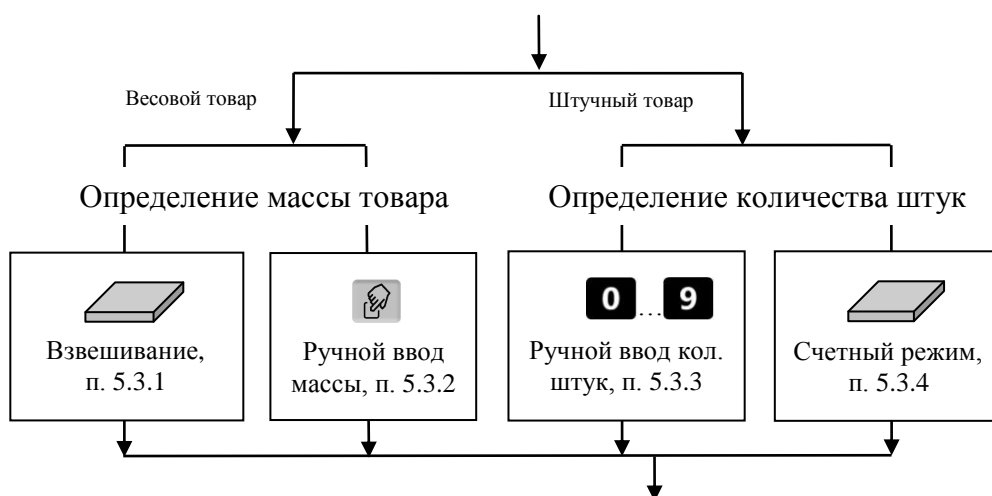 Весовой товар
Штучный товар
Определение массы товара
Определение количества штук
Взвешивание,
п. 5.3.1
Ручной ввод
массы, п. 5.3.2
0...9
Ручной ввод кол.
штук, п. 5.3.3
Счетный режим,
п. 5.3.4